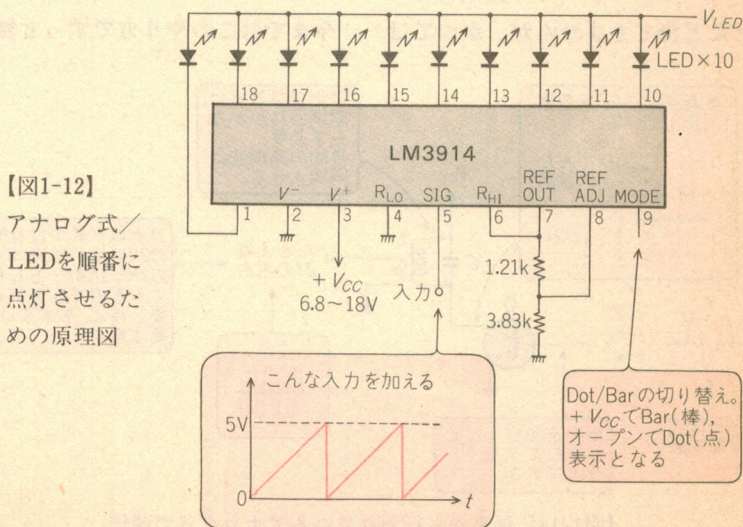 V_LED
LED×10
18 17 16 15 14 13 12 11 10
LM3914
V⁻ V⁺ R_LO SIG R_HI REF OUT REF ADJ MODE
1 2 3 4 5 6 7 8 9
【図1-12】
アナログ式/
LEDを順番に
点灯させるた
めの原理図
+V_CC
6.8~18V
入力
1.21k
3.83k
こんな入力を加える
5V
0
t
Dot/Barの切り替え。
+V_CCでBar(棒),
オープンでDot(点)
表示となる